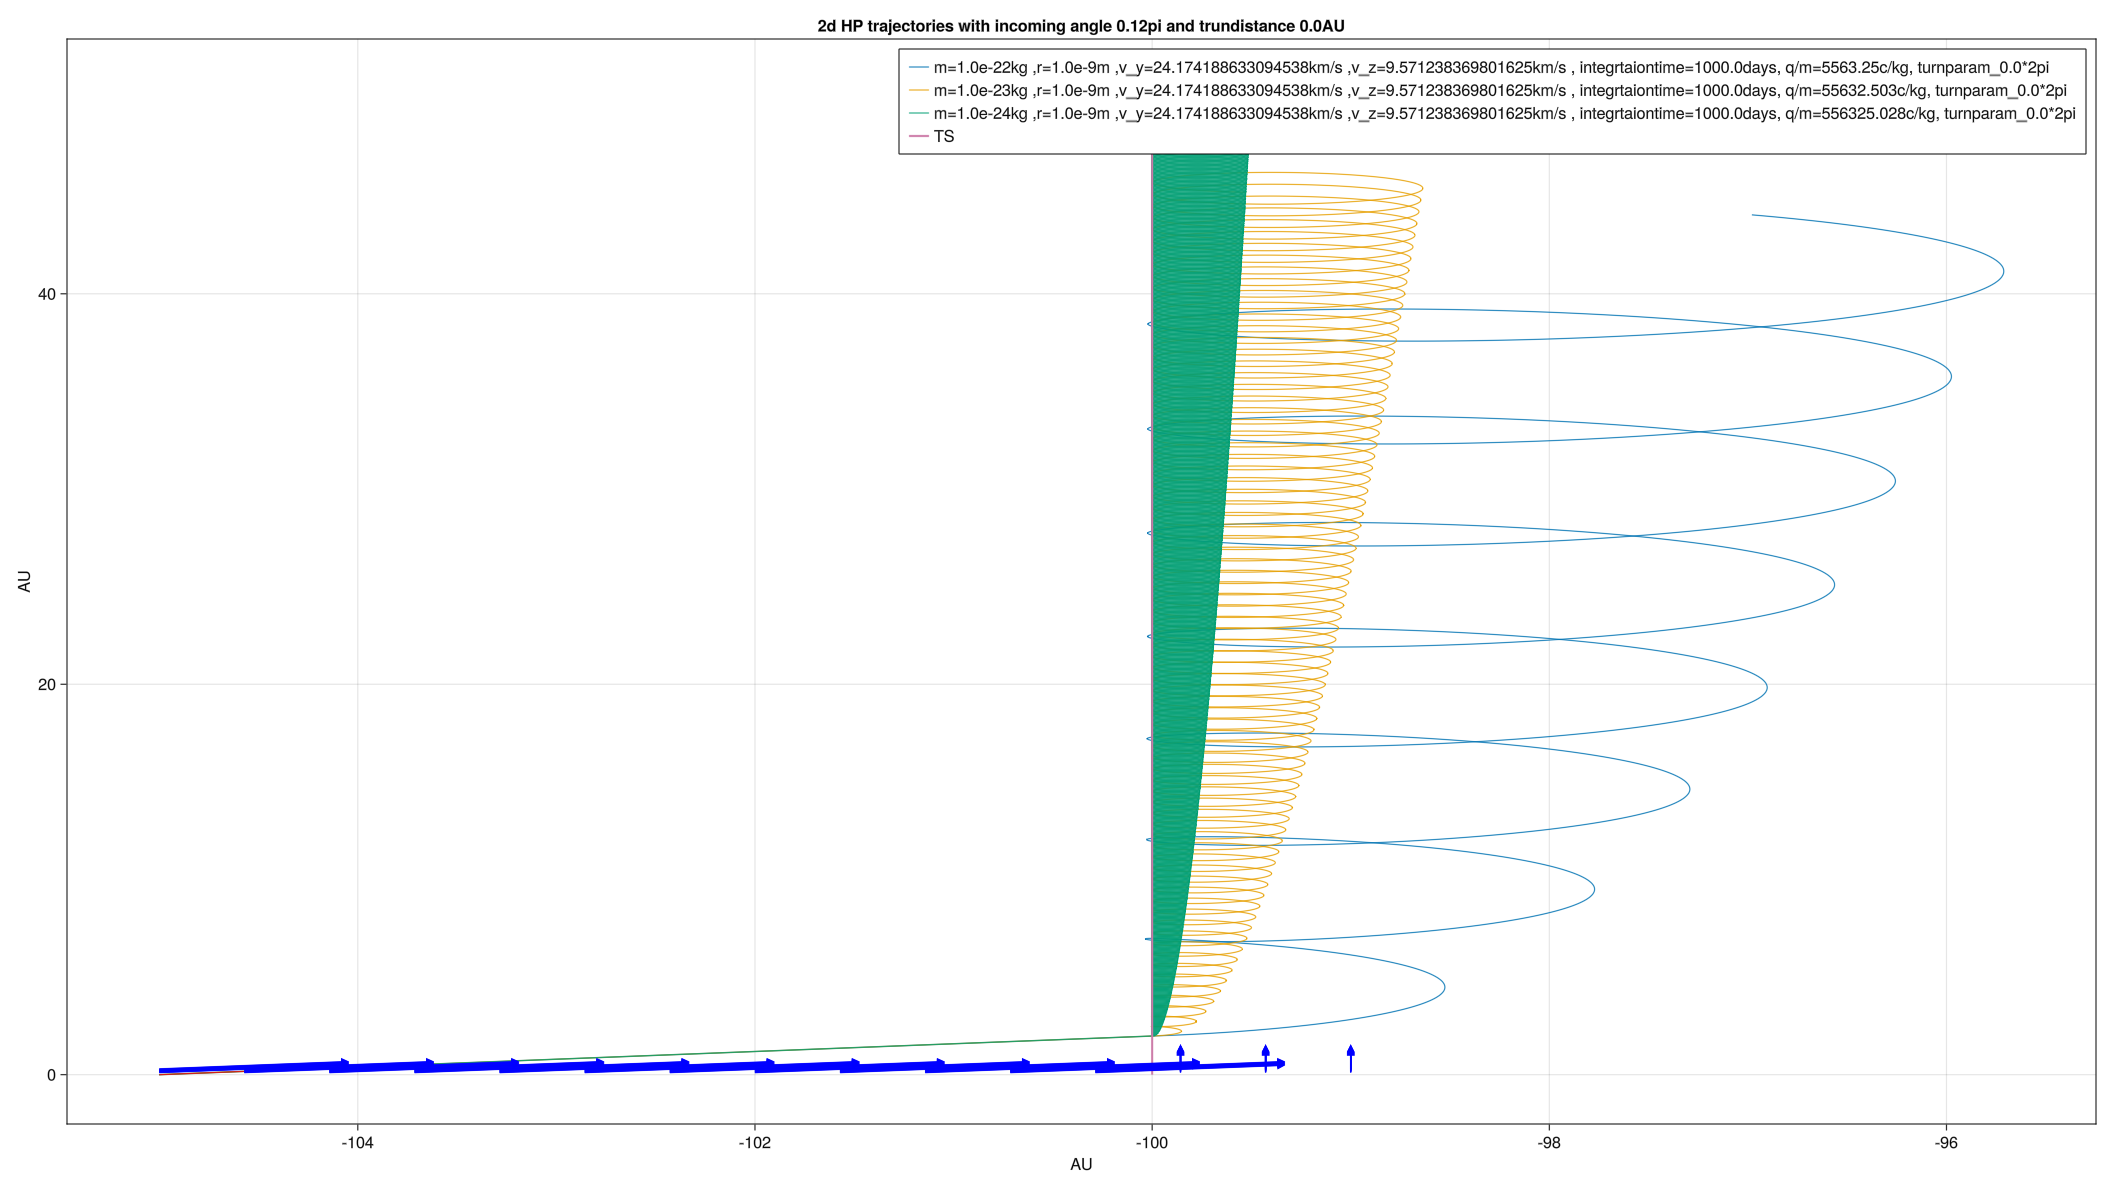 2d HP trajectories with incoming angle 0.12pi and trundistance 0.0AU
m=1.0e-22kg ,r=1.0e-9m ,v_y=24.174188633094538km/s ,v_z=9.571238369801625km/s , integrtaiontime=1000.0days, q/m=5563.25c/kg, turnparam_0.0*2pi
m=1.0e-23kg ,r=1.0e-9m ,v_y=24.174188633094538km/s ,v_z=9.571238369801625km/s , integrtaiontime=1000.0days, q/m=55632.503c/kg, turnparam_0.0*2pi
m=1.0e-24kg ,r=1.0e-9m ,v_y=24.174188633094538km/s ,v_z=9.571238369801625km/s , integrtaiontime=1000.0days, q/m=556325.028c/kg, turnparam_0.0*2pi
TS
40
20
0
AU
-104
-102
-100
-98
-96
AU